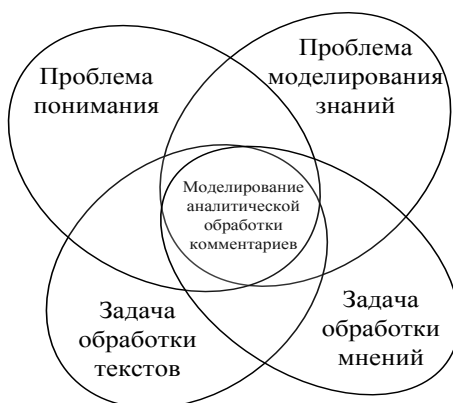 Проблема
понимания
Проблема
моделирования
знаний
Моделирование
аналитической
обработки
комментариев
Задача
обработки
текстов
Задача
обработки
мнений